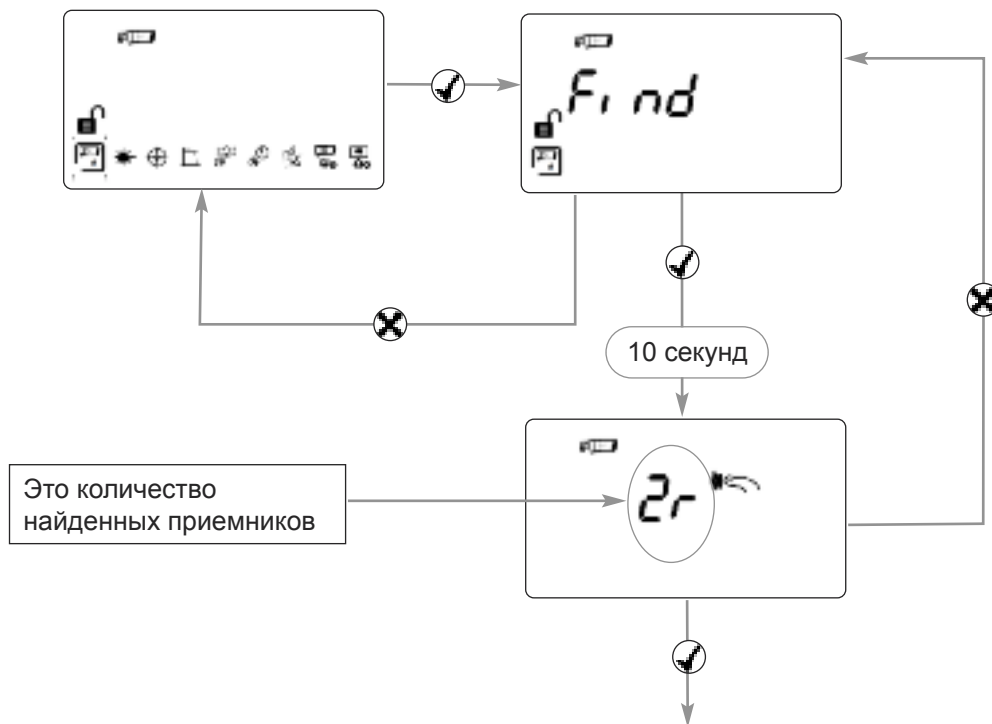 Find
10 секунд
2r
Это количество
найденных приемников